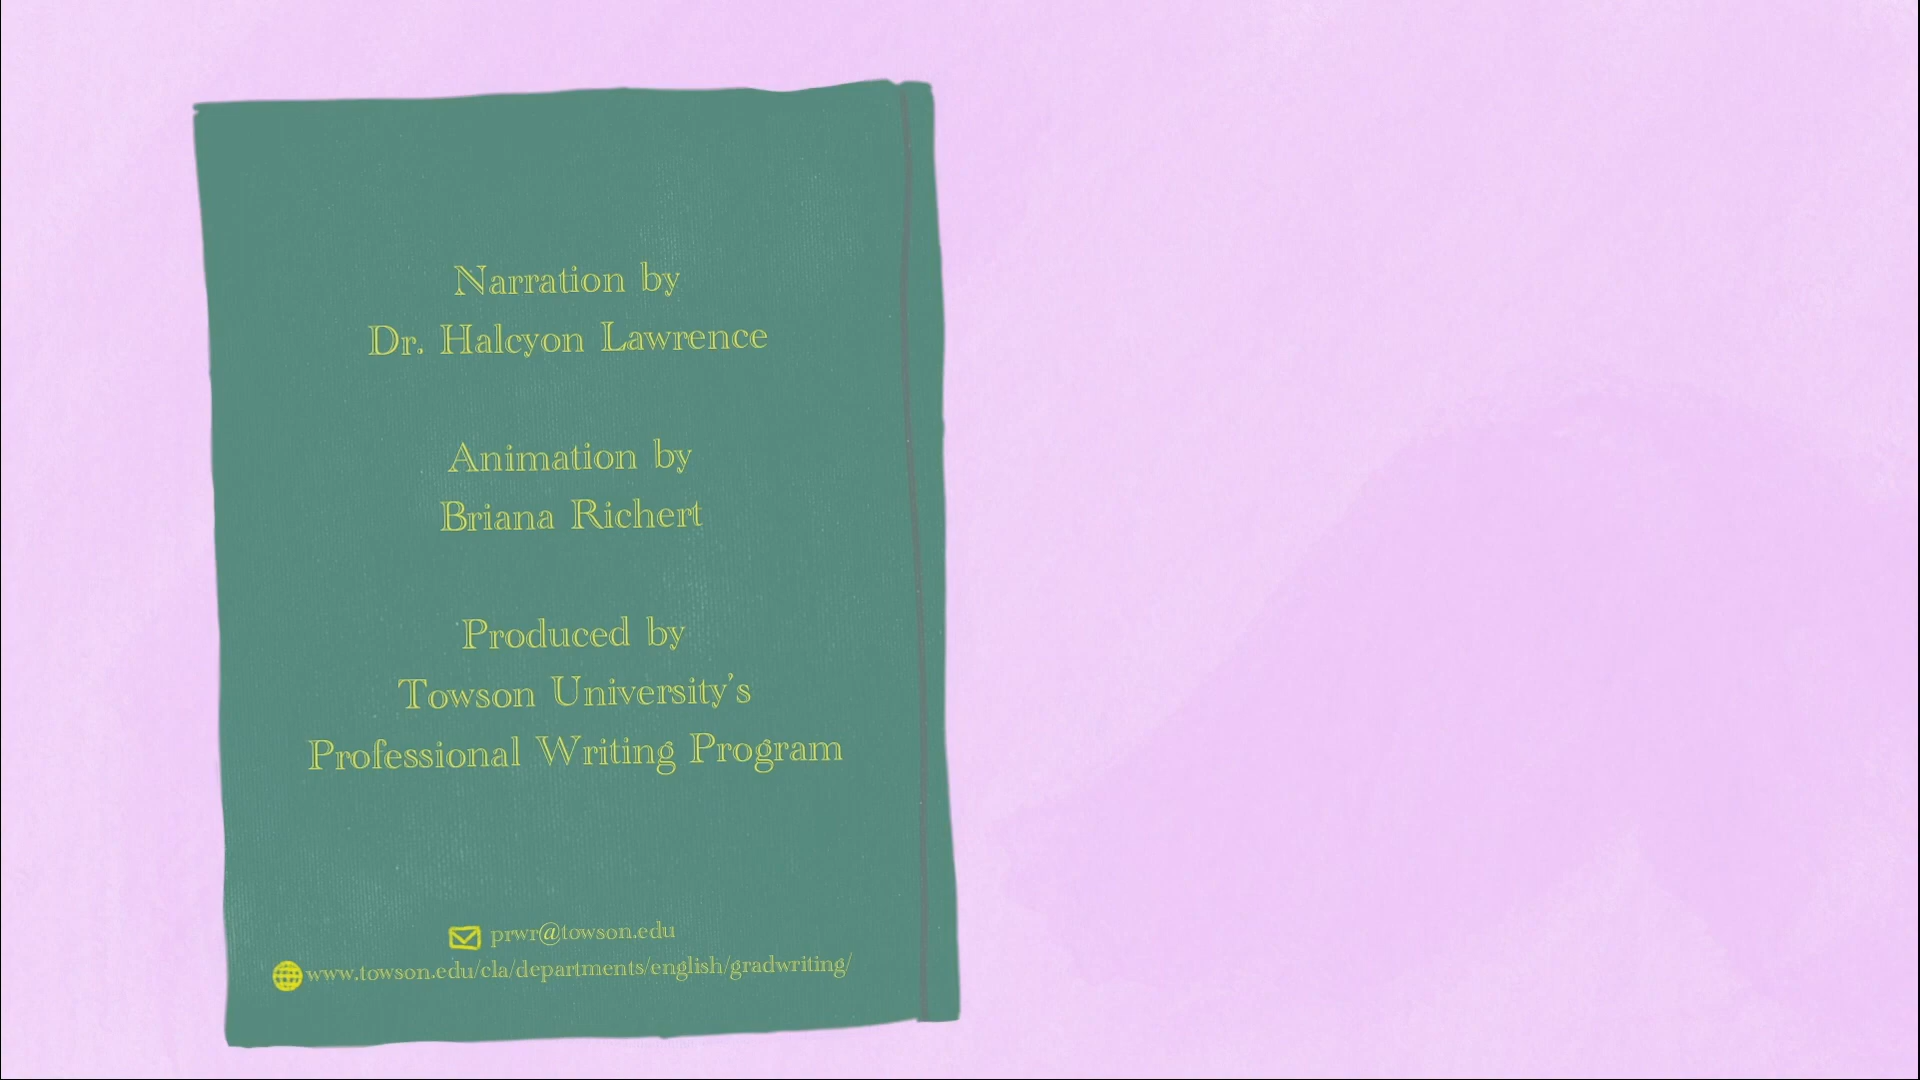 Narration by
Dr. Halcyon Lawrence
Animation by
Briana Richert
Produced by
Towson University's
Professional Writing Program
prwr@towson.edu
www.towson.edu/cla/departments/english/gradwriting/